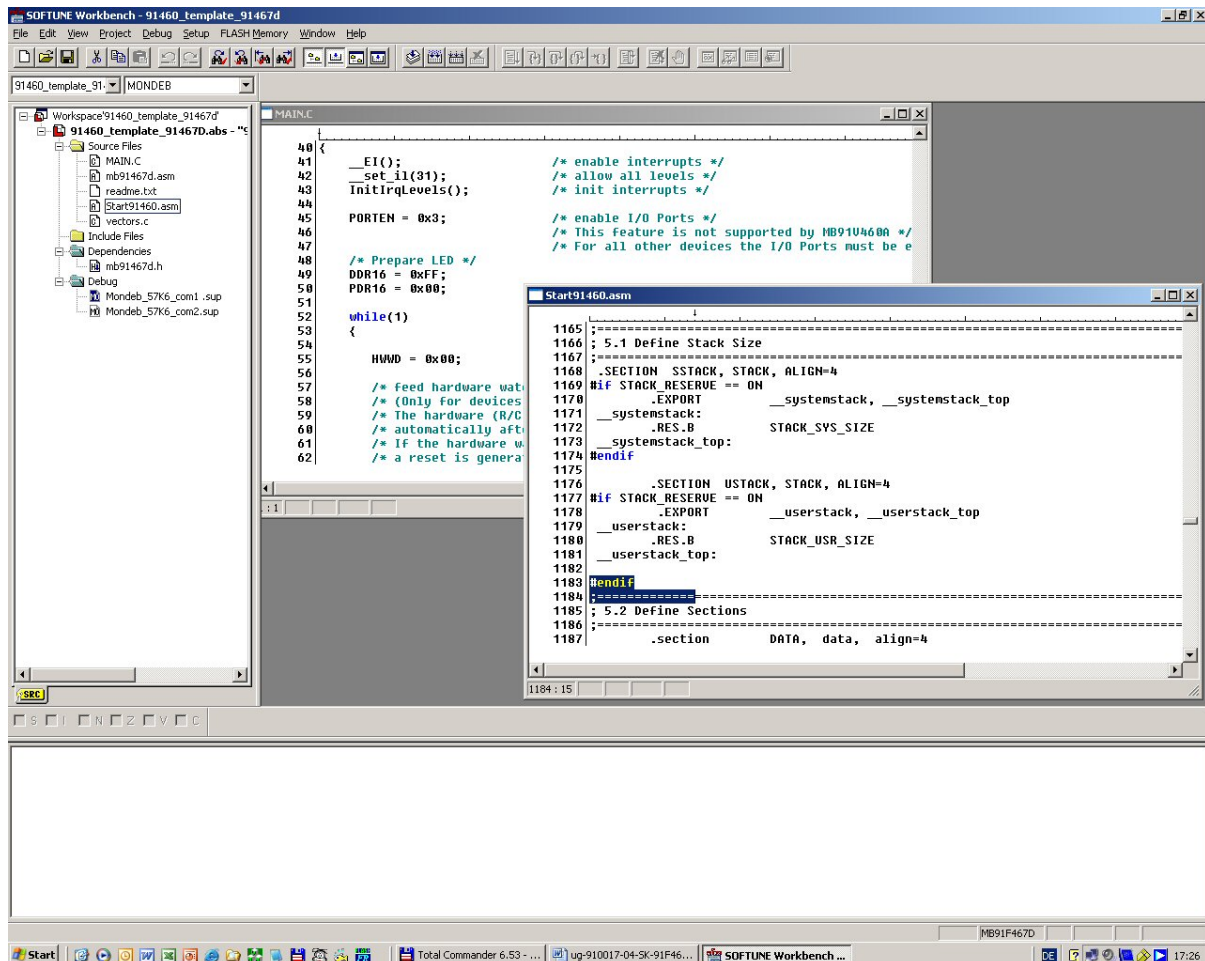 SOFTUNE Workbench - 91460_template_91467d
File Edit View Project Debug Setup FLASH Memory Window Help
91460_template_91- MONDEB
Workspace'91460_template_91467d'
91460_template_91467D.abs - "9
Source Files
MAIN.C
mb91467d.asm
readme.txt
Start91460.asm
vectors.c
Include Files
Dependencies
mb91467d.h
Debug
Mondeb_57K6_com1 .sup
Mondeb_57K6_com2.sup
SRC
MAIN.C
40 {
41 __EI(); /* enable interrupts */
42 __set_il(31); /* allow all levels */
43 InitIrqLevels(); /* init interrupts */
44
45 PORTEN = 0x3; /* enable I/O Ports */
46 /* This feature is not supported by MB91V460A */
47 /* For all other devices the I/O Ports must be e
48 /* Prepare LED */
49 DDR16 = 0xFF;
50 PDR16 = 0x00;
51
52 while(1)
53 {
54
55 HWWD = 0x00;
56
57 /* feed hardware wat
58 /* (Only for devices
59 /* The hardware (R/C
60 /* automatically aft
61 /* If the hardware w
62 /* a reset is genera
: 1
Start91460.asm
1165 ;==============================================================================
1166 ; 5.1 Define Stack Size
1167 ;==============================================================================
1168 .SECTION SSTACK, STACK, ALIGN=4
1169 #if STACK_RESERVE == ON
1170 .EXPORT __systemstack, __systemstack_top
1171 __systemstack:
1172 .RES.B STACK_SYS_SIZE
1173 __systemstack_top:
1174 #endif
1175
1176 .SECTION USTACK, STACK, ALIGN=4
1177 #if STACK_RESERVE == ON
1178 .EXPORT __userstack, __userstack_top
1179 __userstack:
1180 .RES.B STACK_USR_SIZE
1181 __userstack_top:
1182
1183 #endif
1184 ;==============================================================================
1185 ; 5.2 Define Sections
1186 ;==============================================================================
1187 .section DATA, data, align=4
1184 : 15
S I N Z V C
MB91F467D
Start Total Commander 6.53 - ... ug-910017-04-SK-91F46... SOFTUNE Workbench ... DE 17:26